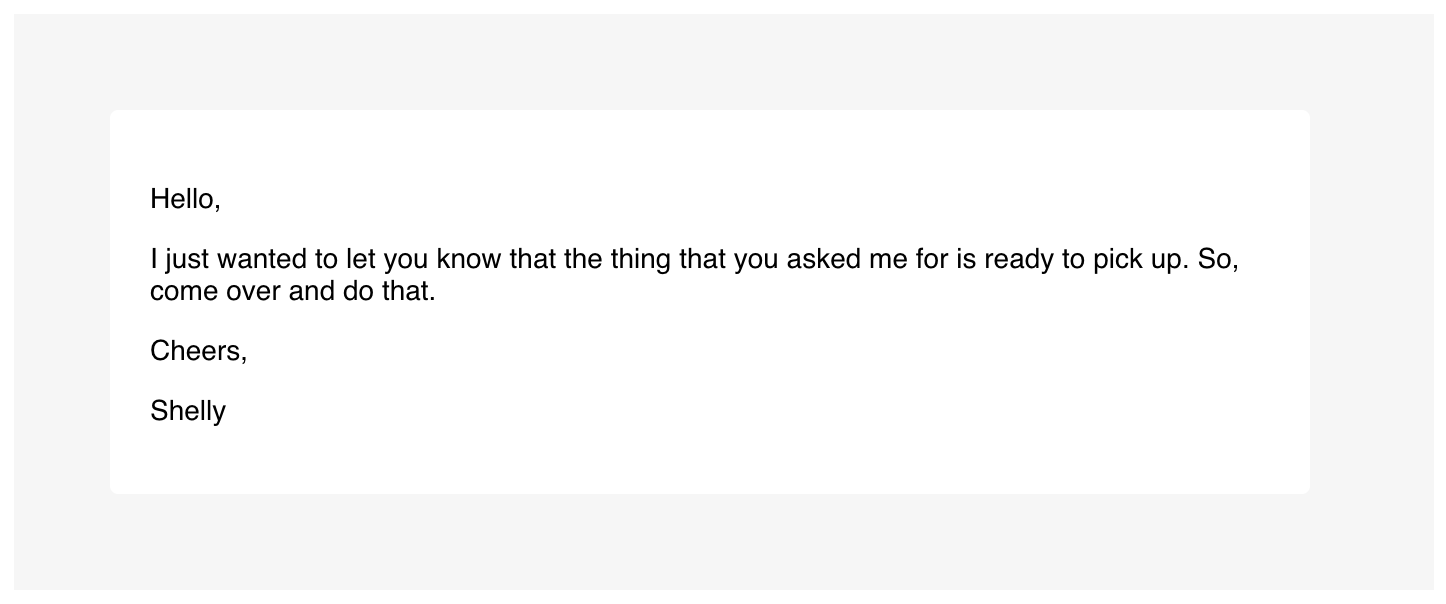 Hello,
I just wanted to let you know that the thing that you asked me for is ready to pick up. So,
come over and do that.
Cheers,
Shelly